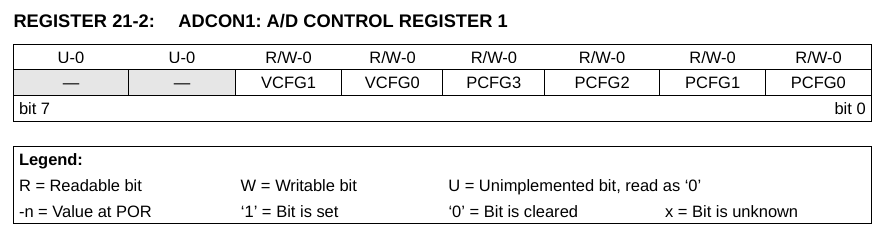 REGISTER 21-2: ADCON1: A/D CONTROL REGISTER 1
U-0 U-0 R/W-0 R/W-0 R/W-0 R/W-0 R/W-0 R/W-0
— — VCFG1 VCFG0 PCFG3 PCFG2 PCFG1 PCFG0
bit 7 bit 0
Legend:
R = Readable bit W = Writable bit U = Unimplemented bit, read as ‘0’
-n = Value at POR ‘1’ = Bit is set ‘0’ = Bit is cleared x = Bit is unknown